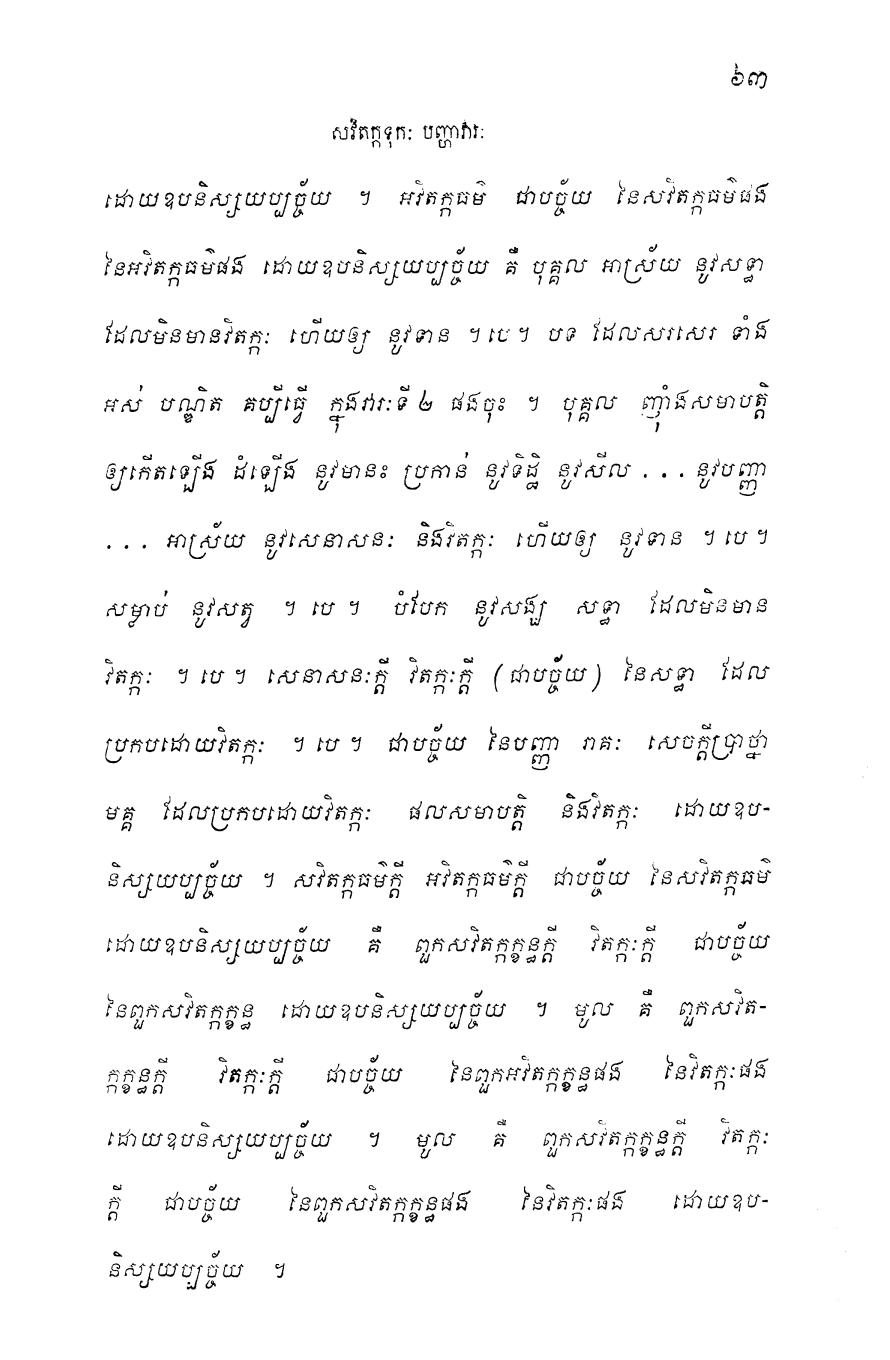 ៦៣
សវិតក្កទុកៈ បញ្ហាវារៈ
ដោយឧបនិស្សយប្បច្ច័យ ។ អវិតក្កធម៌ ជាបច្ច័យ នៃសវិតក្កធម៌ផង
នៃអវិតក្កធម៌ផង ដោយឧបនិស្សយប្បច្ច័យ គឺ បុគ្គល អាស្រ័យ នូវសទ្ធា
ដែលមិនមានវិតក្កៈ ហើយឲ្យ នូវទាន ។ បេ ។ បទ ដែលសរសេរ ទាំង
អស់ បណ្ឌិត គប្បីធ្វើ ក្នុងវារៈទី ២ ផងចុះ ។ បុគ្គល ញ៉ាំងសមាបត្តិ
ឲ្យកើតឡើង ដំឡើង នូវមានះ ប្រកាន់ នូវទិដ្ឋិ នូវសីល . . . នូវបញ្ញា
. . . អាស្រ័យ នូវសេនាសនៈ និងវិតក្កៈ ហើយឲ្យ នូវទាន ។ បេ ។
សម្លាប់ នូវសត្វ ។ បេ ។ បំបែក នូវសង្ឃ សទ្ធា ដែលមិនមាន
វិតក្កៈ ។ បេ ។ សេនាសនៈក្តី វិតក្កៈក្តី (ជាបច្ច័យ) នៃសទ្ធា ដែល
ប្រកបដោយវិតក្កៈ ។ បេ ។ ជាបច្ច័យ នៃបញ្ញា រាគៈ សេចក្តីប្រាថ្នា
មគ្គ ដែលប្រកបដោយវិតក្កៈ ផលសមាបត្តិ និងវិតក្កៈ ដោយឧប-
និស្សយប្បច្ច័យ ។ សវិតក្កធម៌ក្តី អវិតក្កធម៌ក្តី ជាបច្ច័យ នៃសវិតក្កធម៌
ដោយឧបនិស្សយប្បច្ច័យ គឺ ពួកសវិតក្កក្ខន្ធក្តី វិតក្កៈក្តី ជាបច្ច័យ
នៃពួកសវិតក្កក្ខន្ធ ដោយឧបនិស្សយប្បច្ច័យ ។ មូល គឺ ពួកសវិត-
ក្កក្ខន្ធក្តី វិតក្កៈក្តី ជាបច្ច័យ នៃពួកអវិតក្កក្ខន្ធផង នៃវិតក្កៈផង
ដោយឧបនិស្សយប្បច្ច័យ ។ មូល គឺ ពួកសវិតក្កក្ខន្ធក្តី វិតក្កៈ
ក្តី ជាបច្ច័យ នៃពួកសវិតក្កក្ខន្ធផង នៃវិតក្កៈផង ដោយឧប-
និស្សយប្បច្ច័យ ។